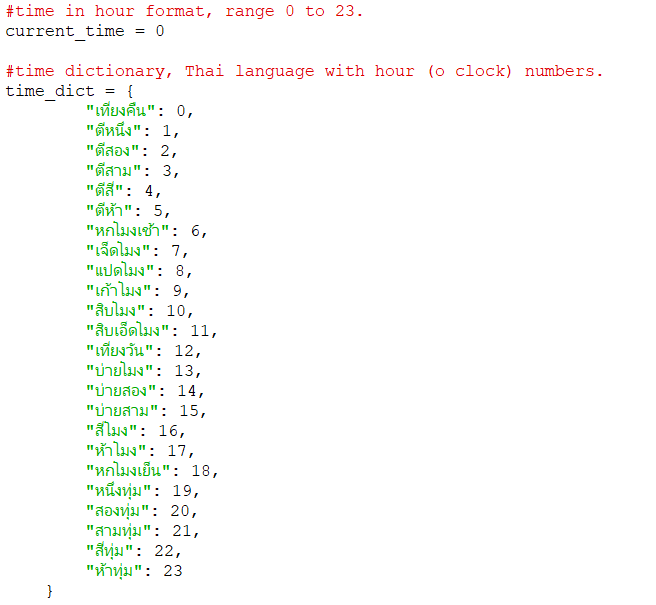 #time in hour format, range 0 to 23.
current_time = 0
#time dictionary, Thai language with hour (o clock) numbers.
time_dict = {
"เที่ยงคืน": 0,
"ตีหนึ่ง": 1,
"ตีสอง": 2,
"ตีสาม": 3,
"ตีสี่": 4,
"ตีห้า": 5,
"หกโมงเช้า": 6,
"เจ็ดโมง": 7,
"แปดโมง": 8,
"เก้าโมง": 9,
"สิบโมง": 10,
"สิบเอ็ดโมง": 11,
"เที่ยงวัน": 12,
"บ่ายโมง": 13,
"บ่ายสอง": 14,
"บ่ายสาม": 15,
"สี่โมง": 16,
"ห้าโมง": 17,
"หกโมงเย็น": 18,
"หนึ่งทุ่ม": 19,
"สองทุ่ม": 20,
"สามทุ่ม": 21,
"สี่ทุ่ม": 22,
"ห้าทุ่ม": 23
}